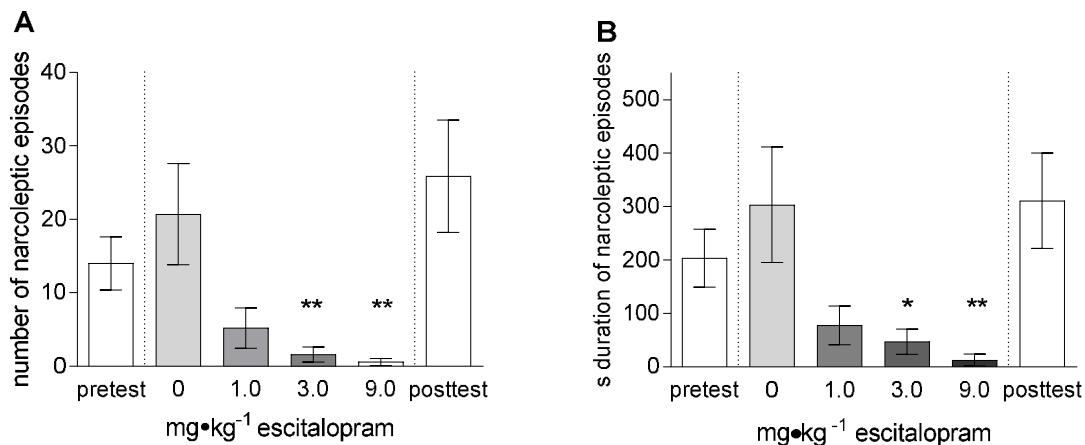 A
number of narcoleptic episodes
40
30
20
10
0
** **
pretest 0 1.0 3.0 9.0 posttest
mg•kg⁻¹ escitalopram
B
s duration of narcoleptic episodes
500
400
300
200
100
0
* **
pretest 0 1.0 3.0 9.0 posttest
mg•kg⁻¹ escitalopram